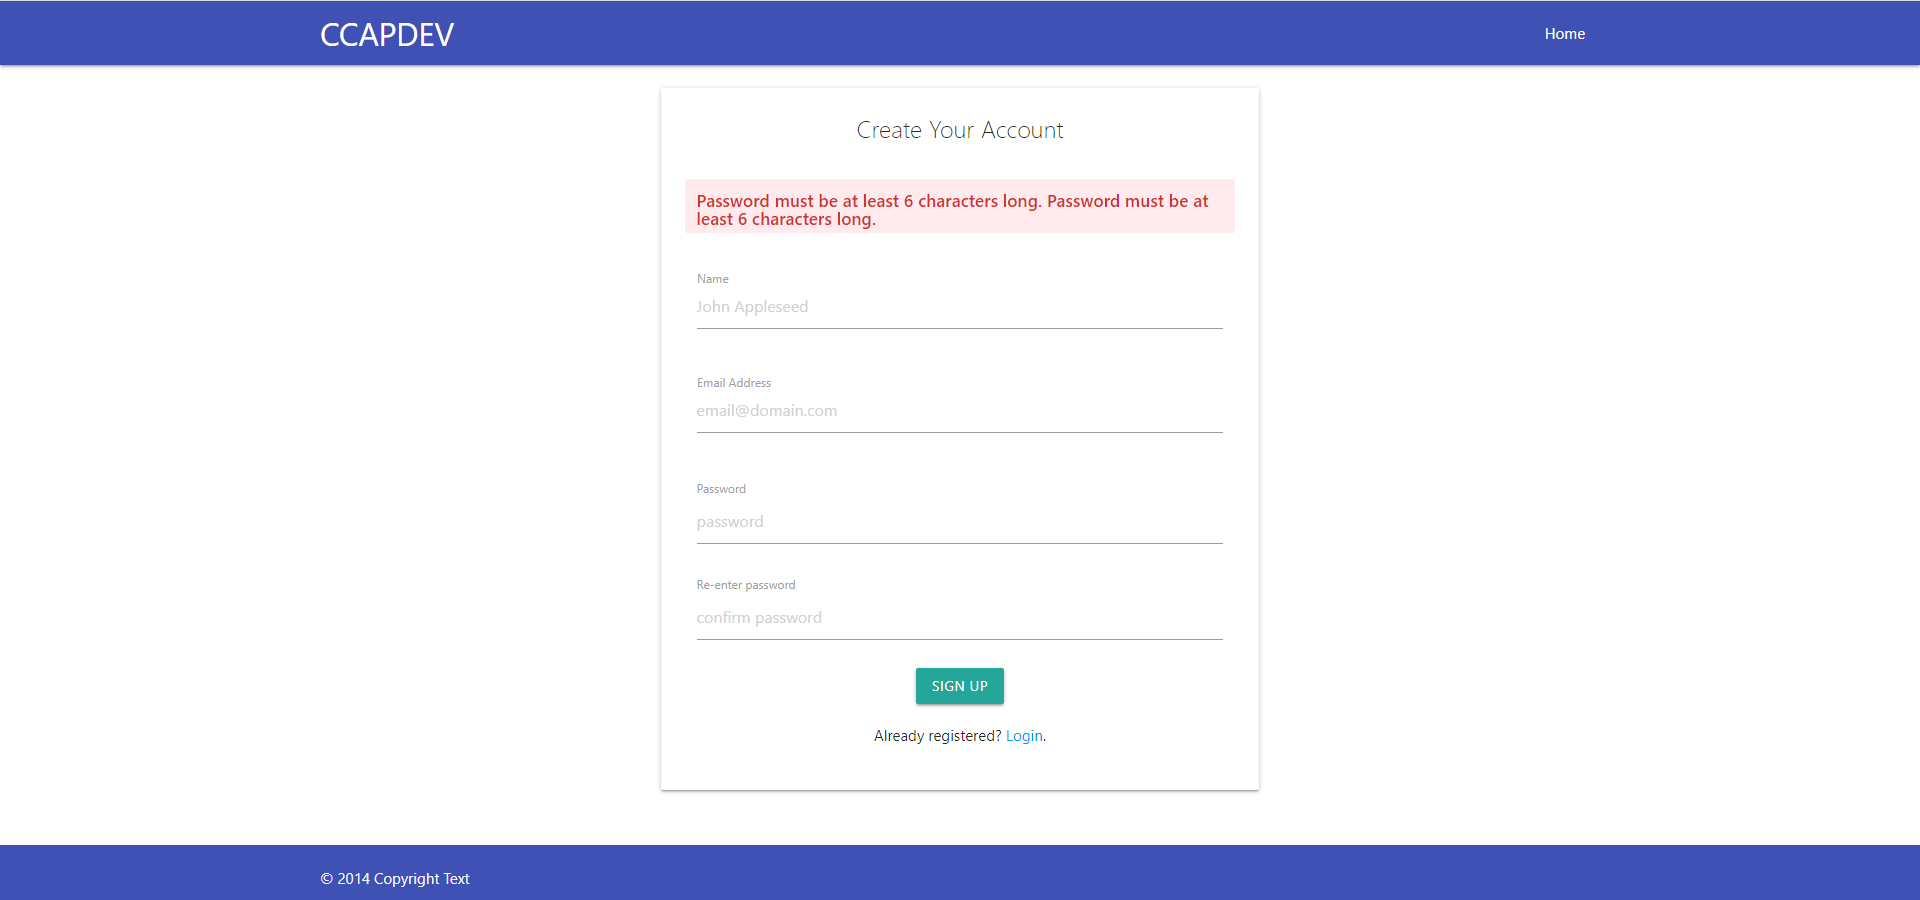 CCAPDEV
Home
Create Your Account
Password must be at least 6 characters long. Password must be at
least 6 characters long.
Name
John Appleseed
Email Address
email@domain.com
Password
password
Re-enter password
confirm password
SIGN UP
Already registered? Login.
© 2014 Copyright Text